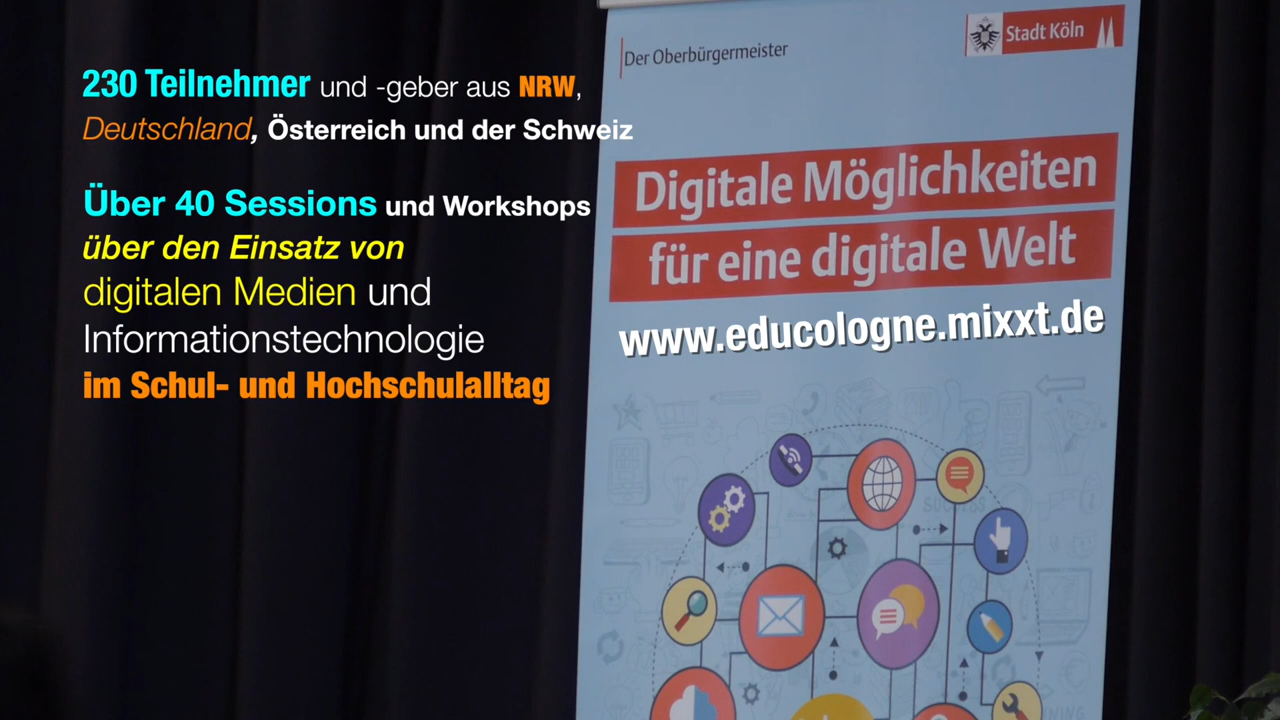 230 Teilnehmer und -geber aus NRW,
Deutschland, Österreich und der Schweiz
Über 40 Sessions und Workshops
über den Einsatz von
digitalen Medien und
Informationstechnologie
im Schul- und Hochschulalltag
Der Oberbürgermeister
Stadt Köln
Digitale Möglichkeiten
für eine digitale Welt
www.educologne.mixxt.de
SUCCESS